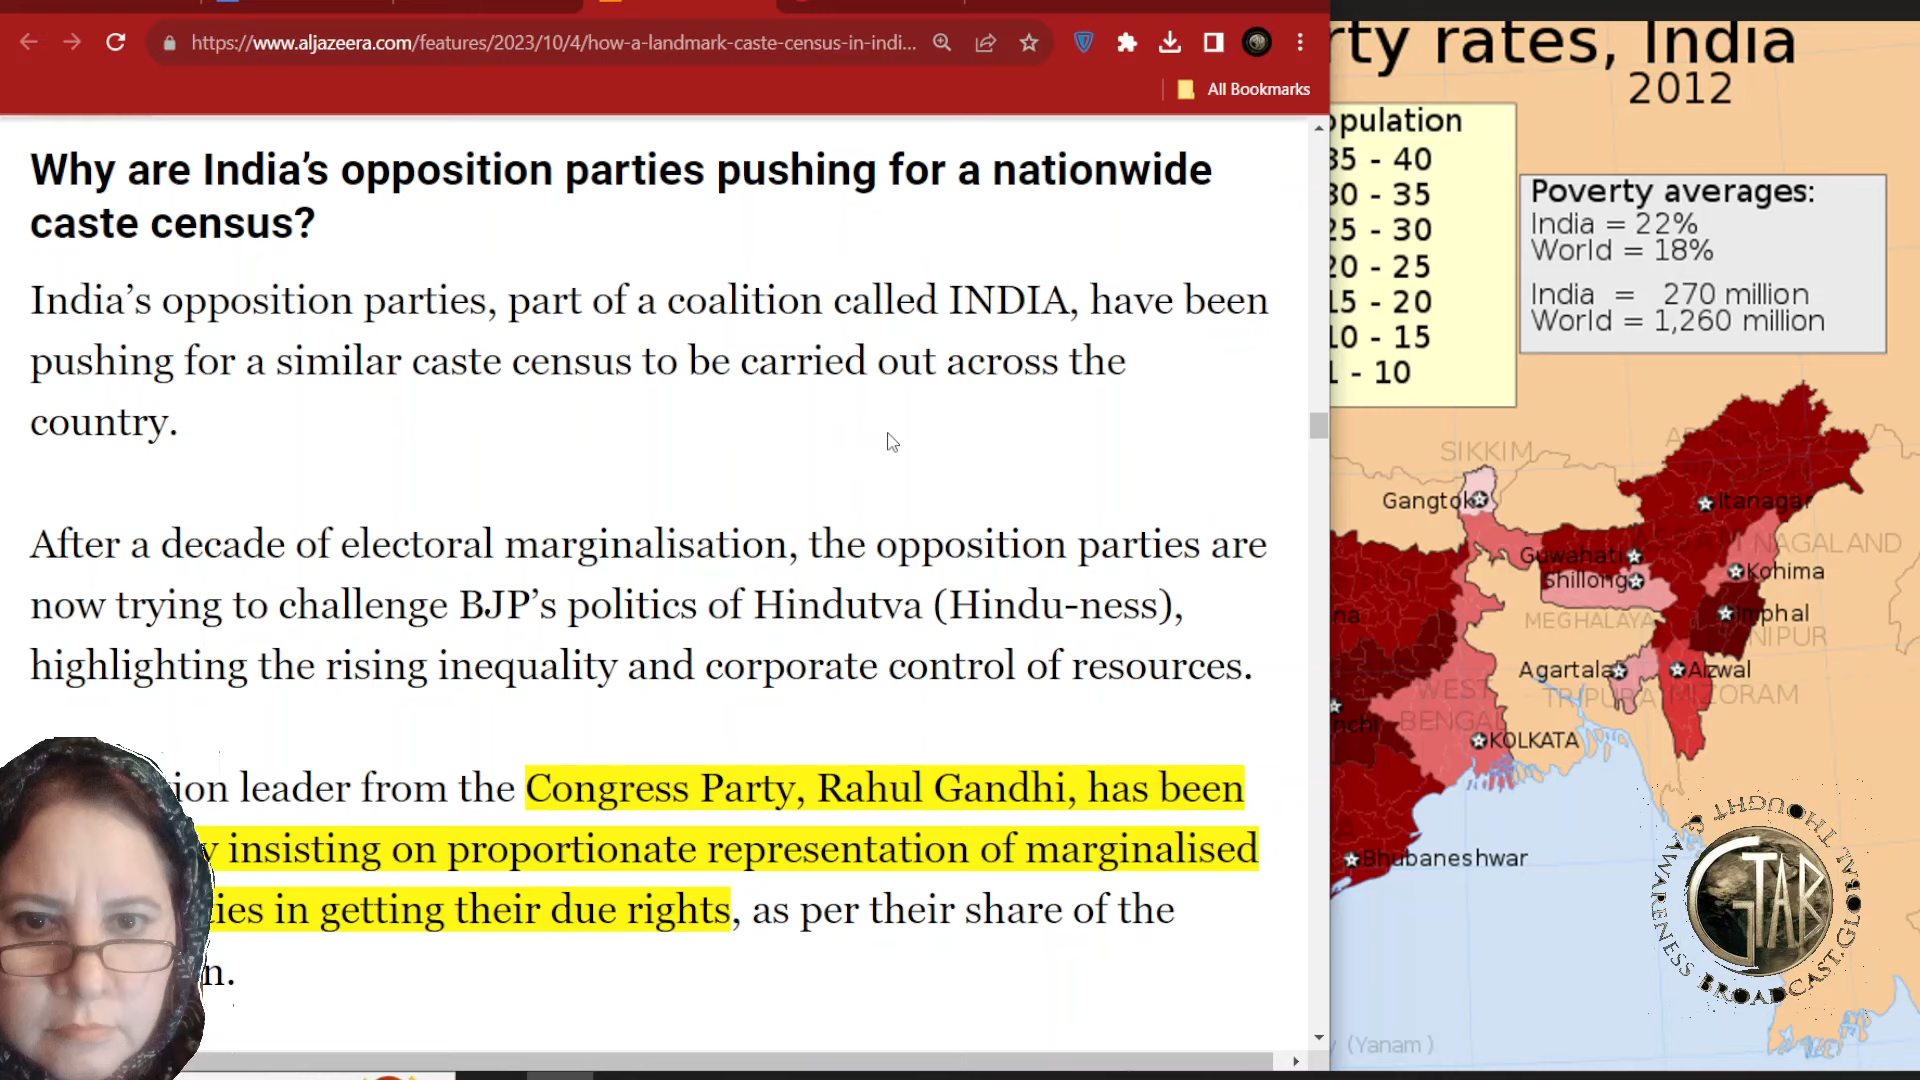 https://www.aljazeera.com/features/2023/10/4/how-a-landmark-caste-census-in-indi...
All Bookmarks
Why are India’s opposition parties pushing for a nationwide
caste census?
India’s opposition parties, part of a coalition called INDIA, have been
pushing for a similar caste census to be carried out across the
country.
After a decade of electoral marginalisation, the opposition parties are
now trying to challenge BJP’s politics of Hindutva (Hindu-ness),
highlighting the rising inequality and corporate control of resources.
ion leader from the Congress Party, Rahul Gandhi, has been
y insisting on proportionate representation of marginalised
ies in getting their due rights, as per their share of the
n.
rty rates, India
2012
opulation
35 - 40
30 - 35
25 - 30
20 - 25
15 - 20
10 - 15
1 - 10
Poverty averages:
India = 22%
World = 18%
India = 270 million
World = 1,260 million
SIKKIM
Gangtok
Itanagar
Guwahati
NAGALAND
Shillong
Kohima
MEGHALAYA
Imphal
NIPUR
na
Agartala
Aizwal
TRIPURA
MIZORAM
WEST
BENGAL
nchi
KOLKATA
Bhubaneshwar
(Yanam)
GTAB
GLOBAL THOUGHT & AWARENESS BROADCAST.